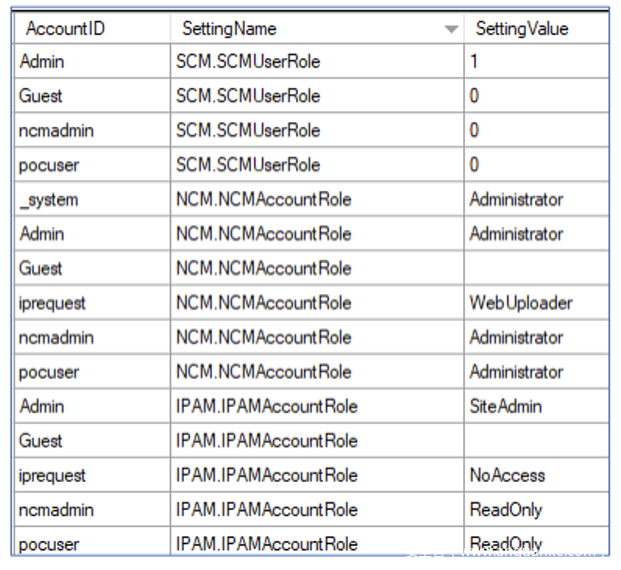 AccountID SettingName SettingValue
Admin SCM.SCMUserRole 1
Guest SCM.SCMUserRole 0
ncmadmin SCM.SCMUserRole 0
pocuser SCM.SCMUserRole 0
_system NCM.NCMAccountRole Administrator
Admin NCM.NCMAccountRole Administrator
Guest NCM.NCMAccountRole
iprequest NCM.NCMAccountRole WebUploader
ncmadmin NCM.NCMAccountRole Administrator
pocuser NCM.NCMAccountRole Administrator
Admin IPAM.IPAMAccountRole SiteAdmin
Guest IPAM.IPAMAccountRole
iprequest IPAM.IPAMAccountRole NoAccess
ncmadmin IPAM.IPAMAccountRole ReadOnly
pocuser IPAM.IPAMAccountRole ReadOnly